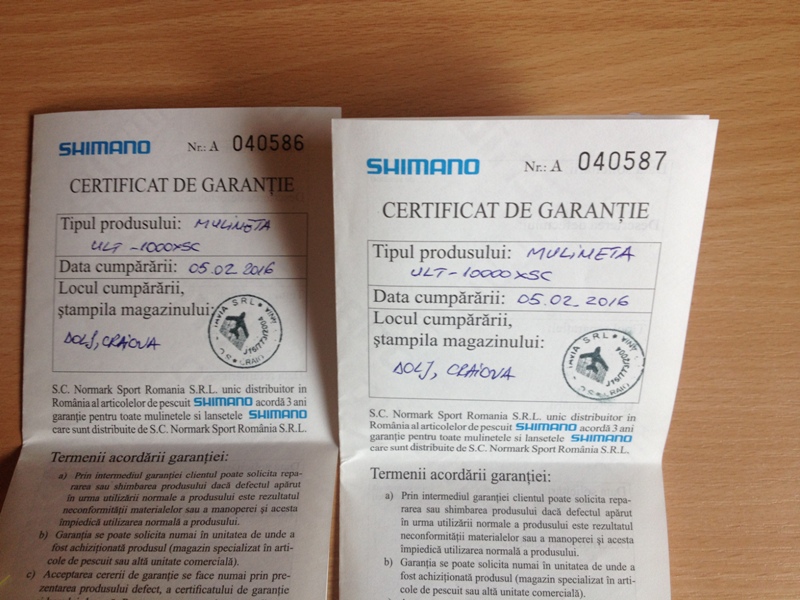 SHIMANO Nr.: A 040586
CERTIFICAT DE GARANȚIE
Tipul produsului: MULINETA
ULT-1000XSC
Data cumpărării: 05.02 2016
Locul cumpărării,
ștampila magazinului:
DOLJ, CRAIOVA
S.C. Normark Sport Romania S.R.L. unic distribuitor in
România al articolelor de pescuit SHIMANO acordă 3 ani
garanție pentru toate mulinetele si lansetele SHIMANO
care sunt distribuite de S.C. Normark Sport România S.R.L.
Termenii acordării garanției:
a) Prin intermediul garanției clientul poate solicita repa-
rarea sau shimbarea produsului dacă defectul apărut
în urma utilizării normale a produsului este rezultatul
neconformității materialelor sau a manoperei și acesta
împiedică utilizarea normală a produsului.
b) Garanția se poate solicita numai în unitatea de unde a
fost achiziționată produsul (magazin specializat în arti-
cole de pescuit sau altă unitate comercială).
c) Acceptarea cererii de garanție se face numai prin pre-
zentarea produsului defect, a certificatului de garanție
SHIMANO Nr.: A 040587
CERTIFICAT DE GARANȚIE
Tipul produsului: MULINETA
ULT-10000XSC
Data cumpărării: 05.02.2016
Locul cumpărării,
ștampila magazinului:
DOLJ, CRAIOVA
S.C. Normark Sport Romania S.R.L. unic distribuitor in
România al articolelor de pescuit SHIMANO acordă 3 ani
garanție pentru toate mulinetele si lansetele SHIMANO
care sunt distribuite de S.C. Normark Sport România S.R.L.
Termenii acordării garanției:
a) Prin intermediul garanției clientul poate solicita repa-
rarea sau shimbarea produsului dacă defectul apărut
în urma utilizării normale a produsului este rezultatul
neconformității materialelor sau a manoperei și acesta
împiedică utilizarea normală a produsului.
b) Garanția se poate solicita numai în unitatea de unde a
fost achiziționată produsul (magazin specializat în arti-
cole de pescuit sau altă unitate comercială).